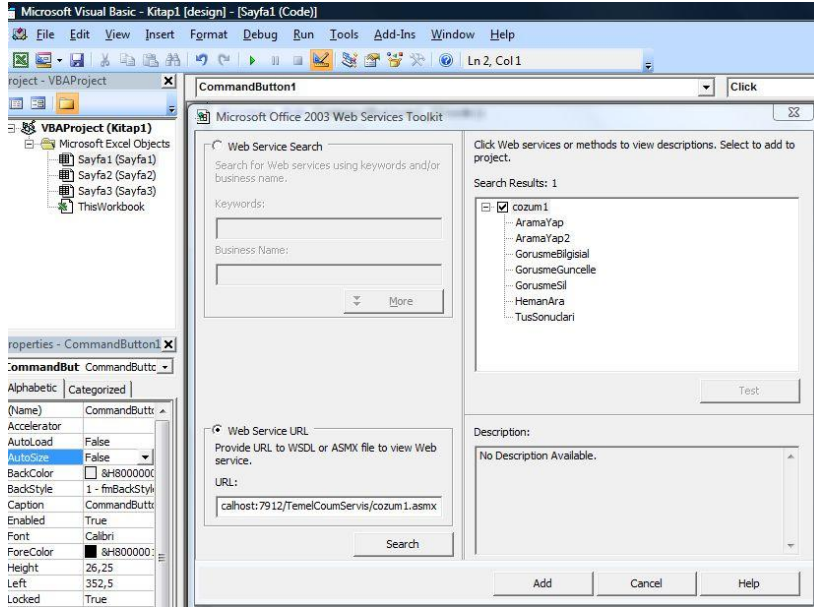 Microsoft Visual Basic - Kitap1 [design] - [Sayfa1 (Code)]
File Edit View Insert Format Debug Run Tools Add-Ins Window Help
Ln 2, Col 1
roject - VBAProject
VBAProject (Kitap1)
Microsoft Excel Objects
Sayfa1 (Sayfa1)
Sayfa2 (Sayfa2)
Sayfa3 (Sayfa3)
ThisWorkbook
roperties - CommandButton1
CommandBut CommandButtc
Alphabetic Categorized
(Name) CommandButtc
Accelerator
AutoLoad False
AutoSize False
BackColor &H8000000
BackStyle 1 - fmBackStyle
Caption CommandButtc
Enabled True
Font Calibri
ForeColor &H8000001
Height 26,25
Left 352,5
Locked True
CommandButton1 Click
Microsoft Office 2003 Web Services Toolkit
Web Service Search
Search for Web services using keywords and/or
business name.
Keywords:
Business Name:
More
Web Service URL
Provide URL to WSDL or ASMX file to view Web
service.
URL:
calhost:7912/TemelCoumServis/cozum1.asmx
Search
Click Web services or methods to view descriptions. Select to add to
project.
Search Results: 1
cozum1
AramaYap
AramaYap2
GorusmeBilgisial
GorusmeGuncelle
GorusmeSil
HemanAra
TusSonuclari
Test
Description:
No Description Available.
Add Cancel Help